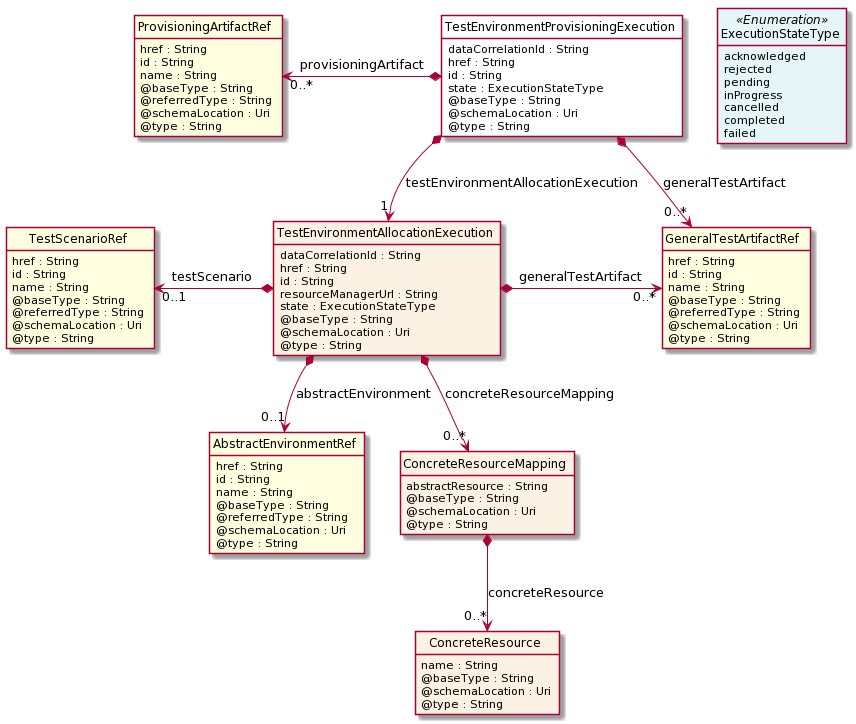 ProvisioningArtifactRef
href : String
id : String
name : String
@baseType : String
@referredType : String
@schemaLocation : Uri
@type : String
provisioningArtifact
0..*
TestEnvironmentProvisioningExecution
dataCorrelationId : String
href : String
id : String
state : ExecutionStateType
@baseType : String
@schemaLocation : Uri
@type : String
«Enumeration»
ExecutionStateType
acknowledged
rejected
pending
inProgress
cancelled
completed
failed
testEnvironmentAllocationExecution
1
generalTestArtifact
0..*
TestScenarioRef
href : String
id : String
name : String
@baseType : String
@referredType : String
@schemaLocation : Uri
@type : String
testScenario
0..1
TestEnvironmentAllocationExecution
dataCorrelationId : String
href : String
id : String
resourceManagerUrl : String
state : ExecutionStateType
@baseType : String
@schemaLocation : Uri
@type : String
generalTestArtifact
0..*
GeneralTestArtifactRef
href : String
id : String
name : String
@baseType : String
@referredType : String
@schemaLocation : Uri
@type : String
abstractEnvironment
0..1
concreteResourceMapping
0..*
AbstractEnvironmentRef
href : String
id : String
name : String
@baseType : String
@referredType : String
@schemaLocation : Uri
@type : String
ConcreteResourceMapping
abstractResource : String
@baseType : String
@schemaLocation : Uri
@type : String
concreteResource
0..*
ConcreteResource
name : String
@baseType : String
@schemaLocation : Uri
@type : String